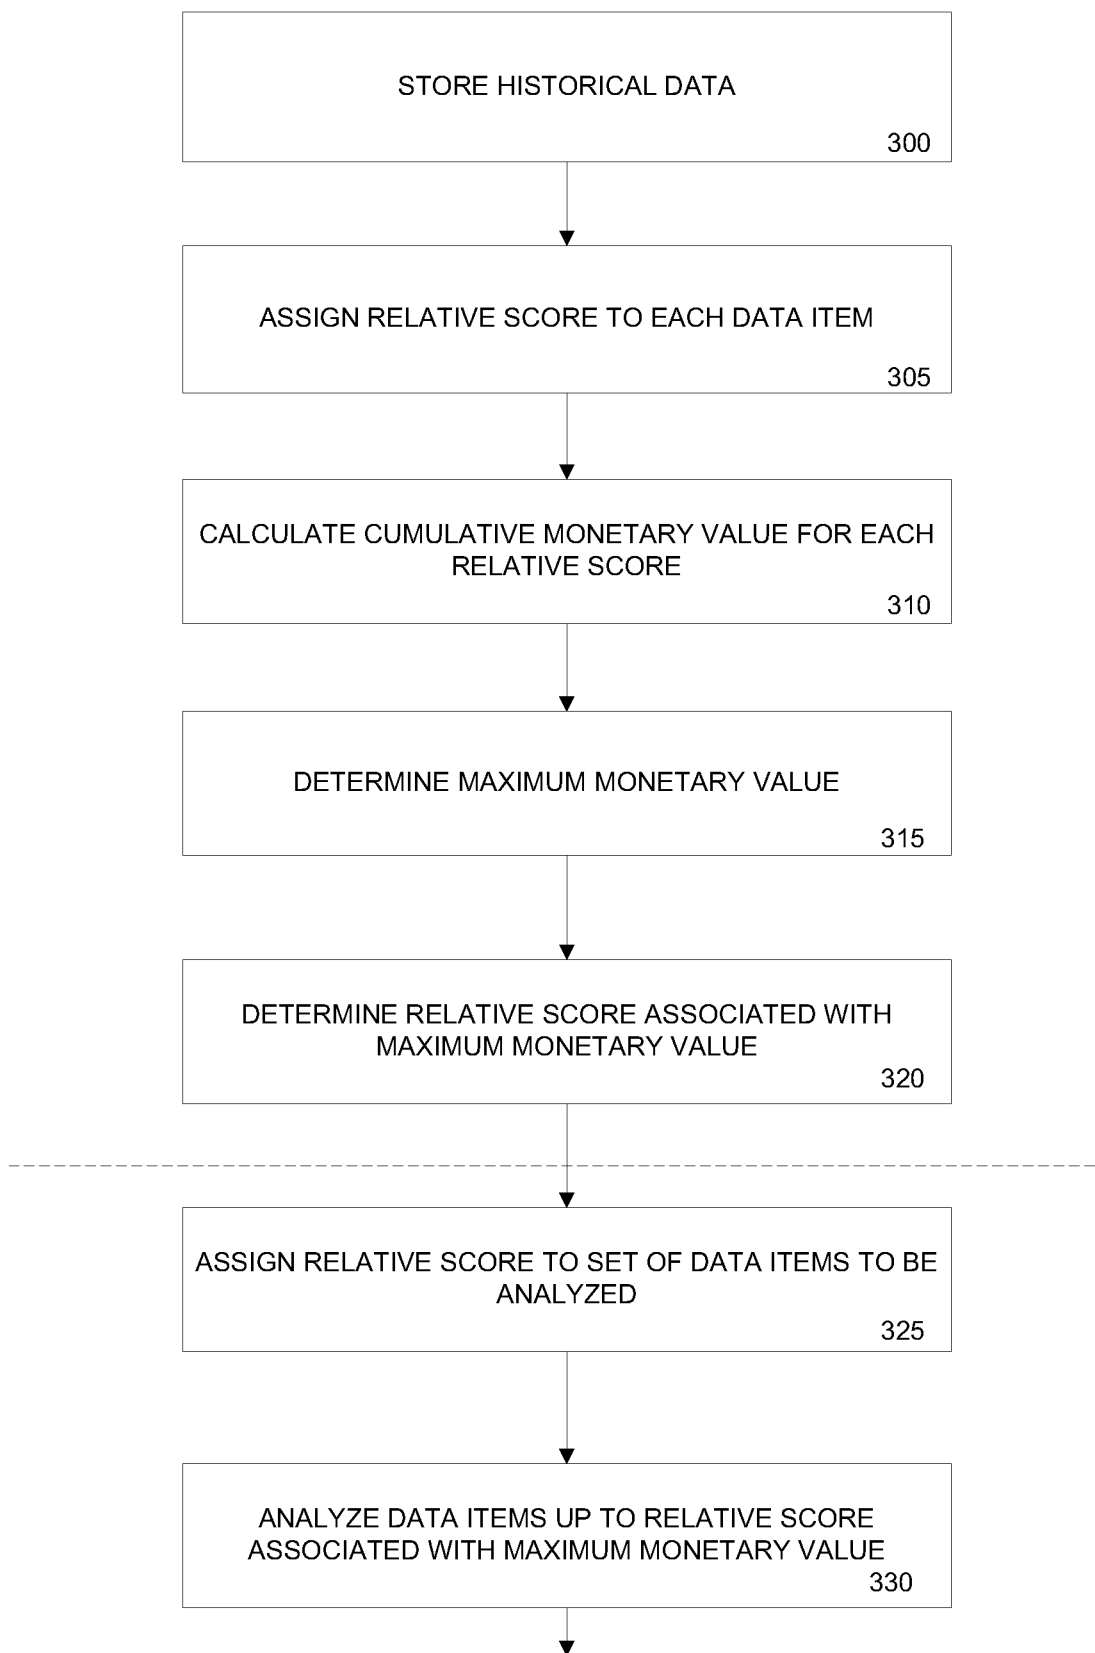 STORE HISTORICAL DATA
300
ASSIGN RELATIVE SCORE TO EACH DATA ITEM
305
CALCULATE CUMULATIVE MONETARY VALUE FOR EACH
RELATIVE SCORE
310
DETERMINE MAXIMUM MONETARY VALUE
315
DETERMINE RELATIVE SCORE ASSOCIATED WITH
MAXIMUM MONETARY VALUE
320
ASSIGN RELATIVE SCORE TO SET OF DATA ITEMS TO BE
ANALYZED
325
ANALYZE DATA ITEMS UP TO RELATIVE SCORE
ASSOCIATED WITH MAXIMUM MONETARY VALUE
330